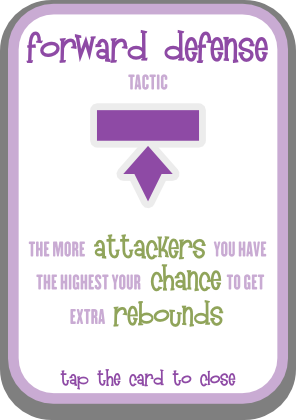 forward defense
TACTIC
THE MORE attackers YOU HAVE
THE HIGHEST YOUR chance TO GET
EXTRA rebounds
tap the card to close